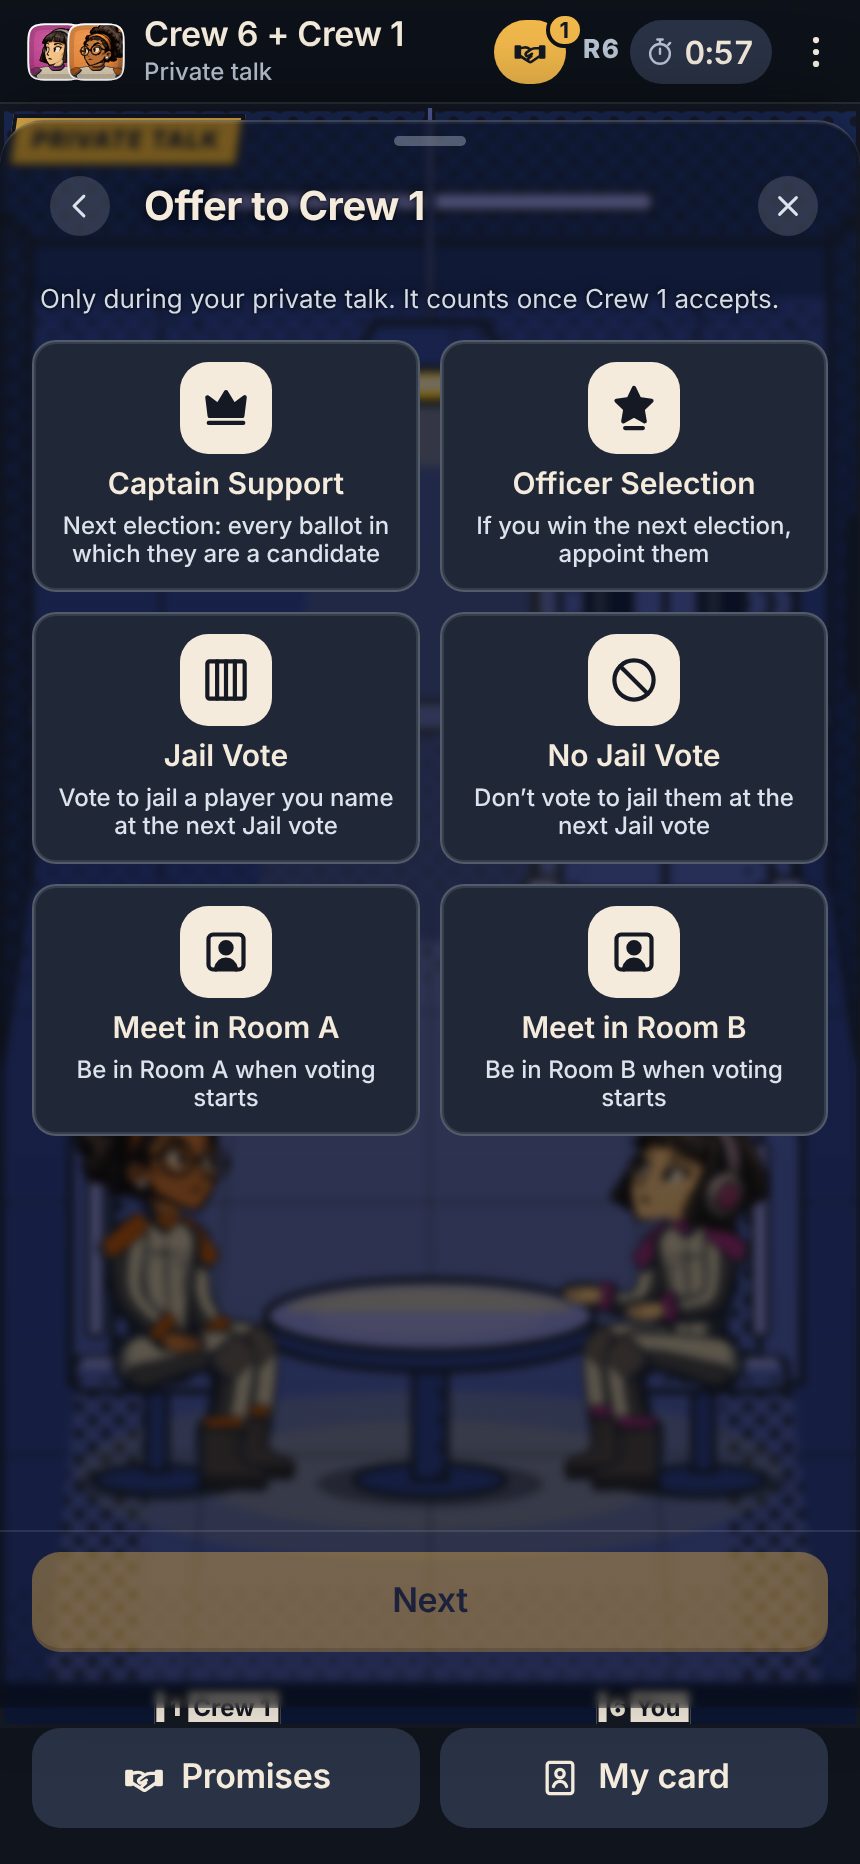 Crew 6 + Crew 1
Private talk
1
R6
0:57
PRIVATE TALK
Offer to Crew 1
Only during your private talk. It counts once Crew 1 accepts.
Captain Support
Next election: every ballot in
which they are a candidate
Officer Selection
If you win the next election,
appoint them
Jail Vote
Vote to jail a player you name
at the next Jail vote
No Jail Vote
Don’t vote to jail them at the
next Jail vote
Meet in Room A
Be in Room A when voting
starts
Meet in Room B
Be in Room B when voting
starts
Next
1 Crew 1
6 You
Promises
My card